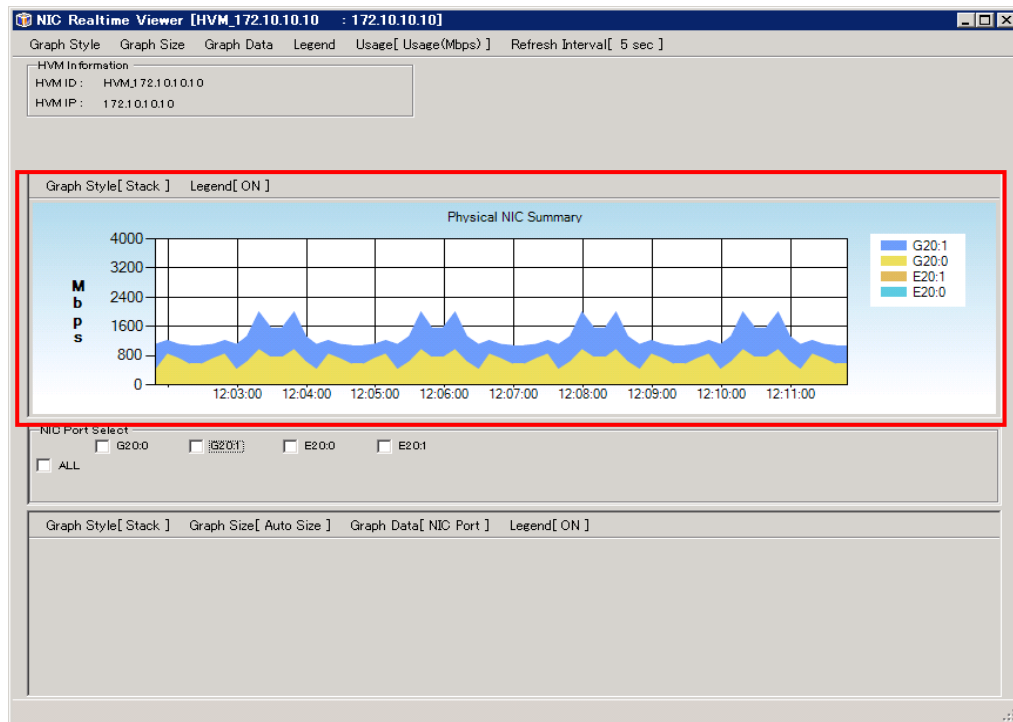 NIC Realtime Viewer [HVM_172.10.10.10 : 172.10.10.10]
Graph Style Graph Size Graph Data Legend Usage[ Usage(Mbps) ] Refresh Interval[ 5 sec ]
HVM Information
HVM ID : HVM_172.10.10.10
HVM IP : 172.10.10.10
Graph Style[ Stack ] Legend[ ON ]
Physical NIC Summary
Mbps
4000
3200
2400
1600
800
0
12:03:00 12:04:00 12:05:00 12:06:00 12:07:00 12:08:00 12:09:00 12:10:00 12:11:00
G20:1
G20:0
E20:1
E20:0
NIC Port Select
G20:0 G20:1 E20:0 E20:1
ALL
Graph Style[ Stack ] Graph Size[ Auto Size ] Graph Data[ NIC Port ] Legend[ ON ]